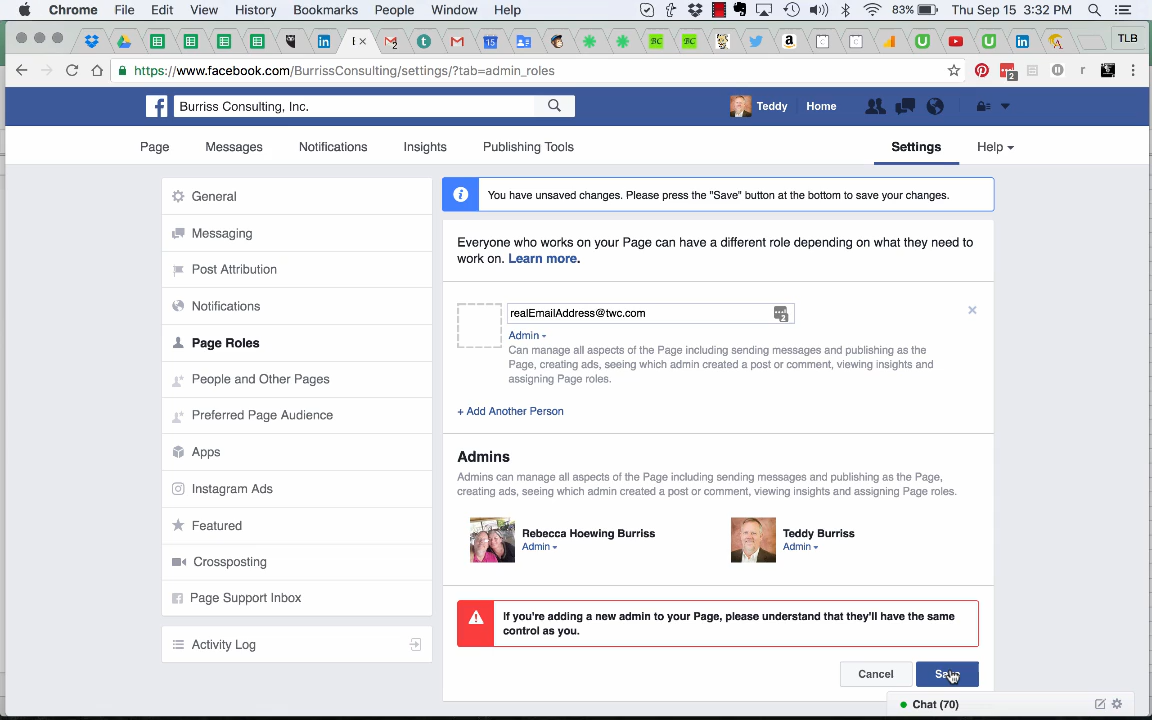 Chrome File Edit View History Bookmarks People Window Help 83% Thu Sep 15 3:32 PM
TLB
https://www.facebook.com/BurrissConsulting/settings/?tab=admin_roles
Burriss Consulting, Inc. Teddy Home
Page Messages Notifications Insights Publishing Tools Settings Help
General
Messaging
Post Attribution
Notifications
Page Roles
People and Other Pages
Preferred Page Audience
Apps
Instagram Ads
Featured
Crossposting
Page Support Inbox
Activity Log
You have unsaved changes. Please press the "Save" button at the bottom to save your changes.
Everyone who works on your Page can have a different role depending on what they need to
work on. Learn more.
realEmailAddress@twc.com
Admin
Can manage all aspects of the Page including sending messages and publishing as the
Page, creating ads, seeing which admin created a post or comment, viewing insights and
assigning Page roles.
+ Add Another Person
Admins
Admins can manage all aspects of the Page including sending messages and publishing as the Page,
creating ads, seeing which admin created a post or comment, viewing insights and assigning Page roles.
Rebecca Hoewing Burriss
Admin
Teddy Burriss
Admin
If you're adding a new admin to your Page, please understand that they'll have the same
control as you.
Cancel Save
Chat (70)